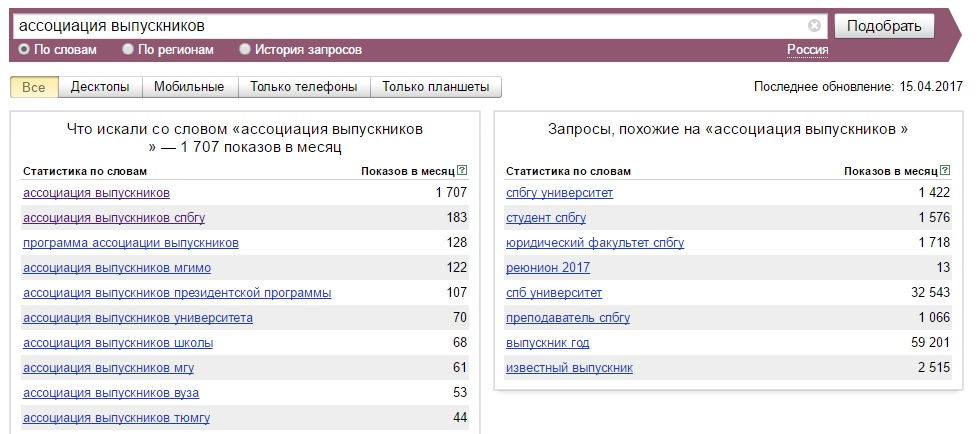 ассоциация выпускников
Подобрать
По словам По регионам История запросов Россия
Все Десктопы Мобильные Только телефоны Только планшеты Последнее обновление: 15.04.2017
Что искали со словом «ассоциация выпускников
» — 1 707 показов в месяц
Статистика по словам Показов в месяц ?
ассоциация выпускников 1 707
ассоциация выпускников спбгу 183
программа ассоциации выпускников 128
ассоциация выпускников мгимо 122
ассоциация выпускников президентской программы 107
ассоциация выпускников университета 70
ассоциация выпускников школы 68
ассоциация выпускников мгу 61
ассоциация выпускников вуза 53
ассоциация выпускников тюмгу 44
Запросы, похожие на «ассоциация выпускников »
Статистика по словам Показов в месяц ?
спбгу университет 1 422
студент спбгу 1 576
юридический факультет спбгу 1 718
реюнион 2017 13
спб университет 32 543
преподаватель спбгу 1 066
выпускник год 59 201
известный выпускник 2 515